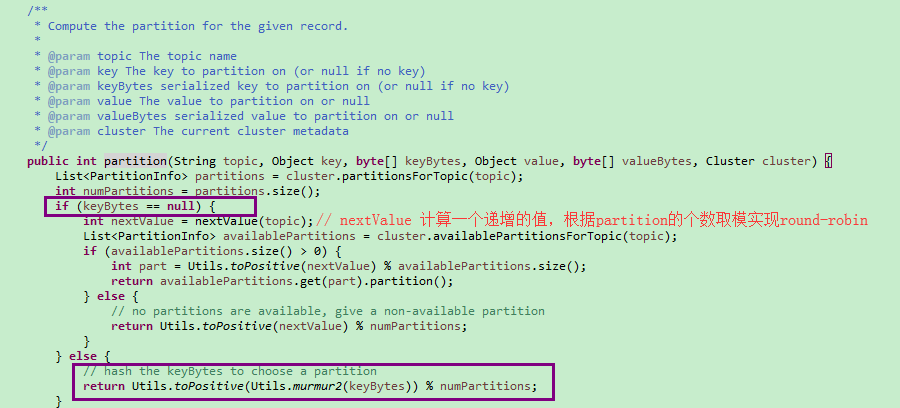 /**
 * Compute the partition for the given record.
 *
 * @param topic The topic name
 * @param key The key to partition on (or null if no key)
 * @param keyBytes serialized key to partition on (or null if no key)
 * @param value The value to partition on or null
 * @param valueBytes serialized value to partition on or null
 * @param cluster The current cluster metadata
 */
public int partition(String topic, Object key, byte[] keyBytes, Object value, byte[] valueBytes, Cluster cluster) {
    List<PartitionInfo> partitions = cluster.partitionsForTopic(topic);
    int numPartitions = partitions.size();
    if (keyBytes == null) {
        int nextValue = nextValue(topic); // nextValue 计算一个递增的值，根据partition的个数取模实现round-robin
        List<PartitionInfo> availablePartitions = cluster.availablePartitionsForTopic(topic);
        if (availablePartitions.size() > 0) {
            int part = Utils.toPositive(nextValue) % availablePartitions.size();
            return availablePartitions.get(part).partition();
        } else {
            // no partitions are available, give a non-available partition
            return Utils.toPositive(nextValue) % numPartitions;
        }
    } else {
        // hash the keyBytes to choose a partition
        return Utils.toPositive(Utils.murmur2(keyBytes)) % numPartitions;
    }